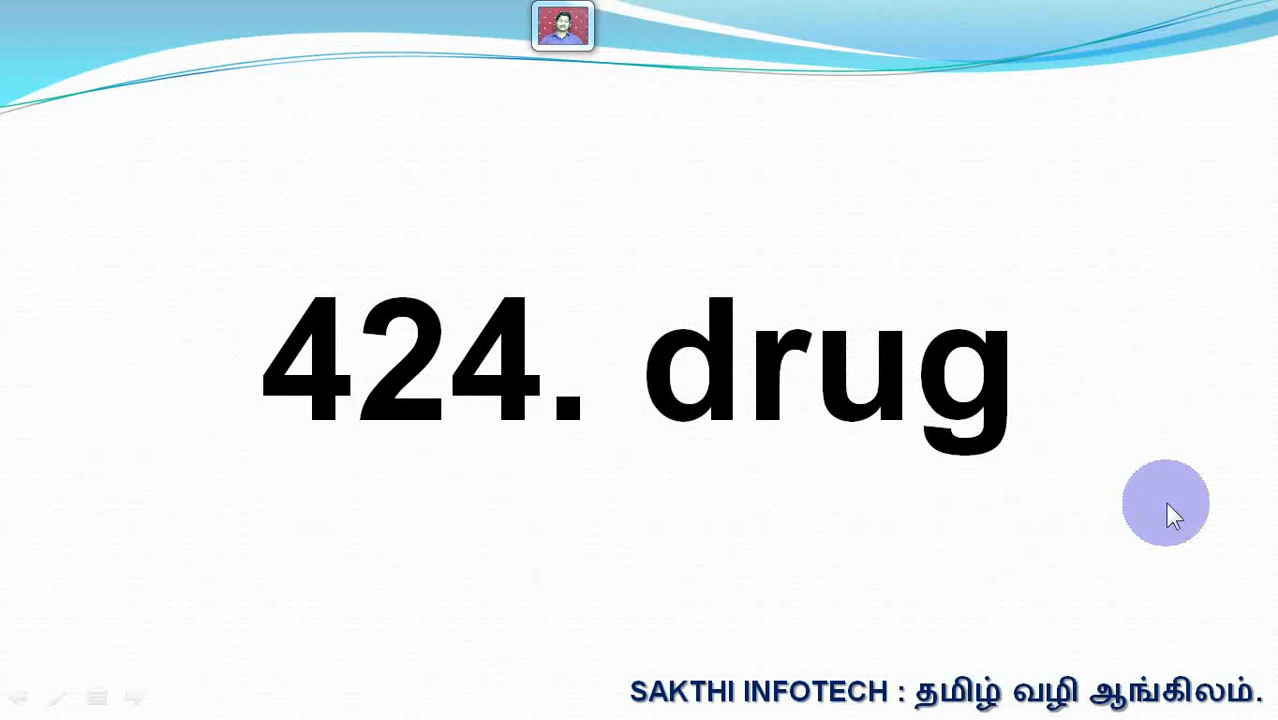 424. drug
SAKTHI INFOTECH : தமிழ் வழி ஆங்கிலம்.